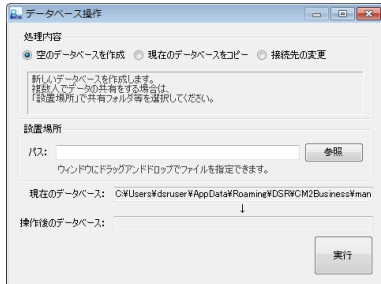 データベース操作
処理内容
空のデータベースを作成 現在のデータベースをコピー 接続先の変更
新しいデータベースを作成します。
複数人でデータの共有をする場合は、
「設置場所」で共有フォルダ等を選択してください。
設置場所
パス: 参照
ウィンドウにドラッグアンドドロップでファイルを指定できます。
現在のデータベース: C:¥Users¥dsruser¥AppData¥Roaming¥DSR¥CM2Business¥man
↓
操作後のデータベース:
実行